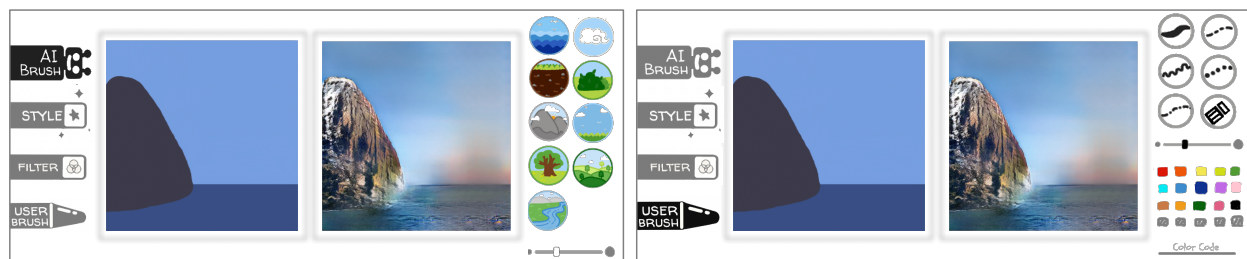 AI
BRUSH
STYLE
FILTER
USER
BRUSH
AI
BRUSH
STYLE
FILTER
USER
BRUSH
Color Code